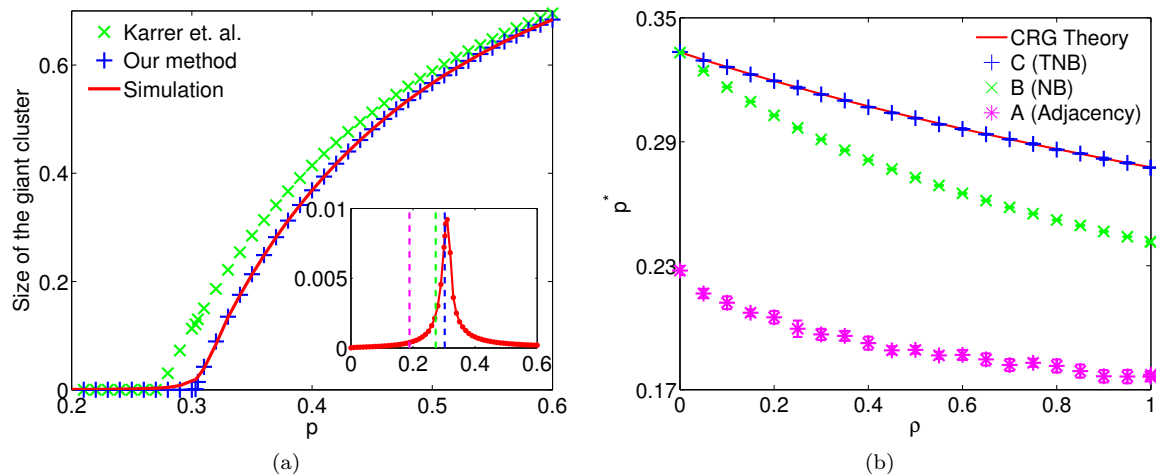 Karrer et. al.
Our method
Simulation
Size of the giant cluster
0.6
0.4
0.2
0
0.2
0.3
0.4
0.5
0.6
p
0.01
0.005
0
0
0.2
0.4
0.6
(a)
CRG Theory
C (TNB)
B (NB)
A (Adjacency)
p*
0.35
0.29
0.23
0.17
0
0.2
0.4
0.6
0.8
1
ρ
(b)